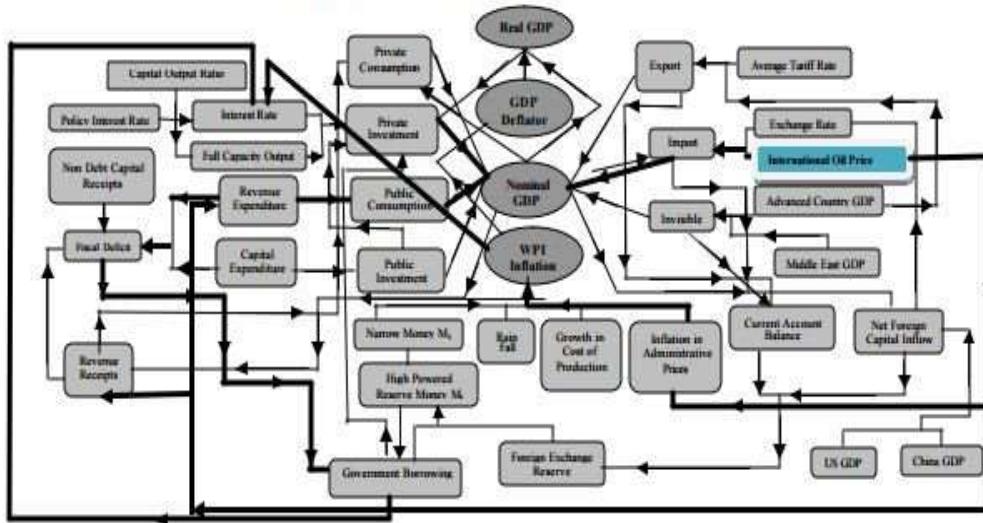 Real GDP
Private
Consumption
Export
Average Tariff Rate
Capital Output Ratio
GDP
Deflator
Policy Interest Rate
Interest Rate
Private
Investment
Exchange Rate
Import
International Oil Price
Full Capacity Output
Non Debt Capital
Receipts
Revenue
Expenditure
Public
Consumption
Nominal
GDP
Advanced Country GDP
Invisible
Fiscal Deficit
WPI
Inflation
Capital
Expenditure
Public
Investment
Middle East GDP
Narrow Money
Rain
Fall
Growth in
Cost of
Production
Inflation in
Administrative
Prices
Current Account
Balance
Net Foreign
Capital Inflow
Revenue
Receipts
High Powered
Reserve Money
Government Borrowing
Foreign Exchange
Reserve
US GDP
China GDP